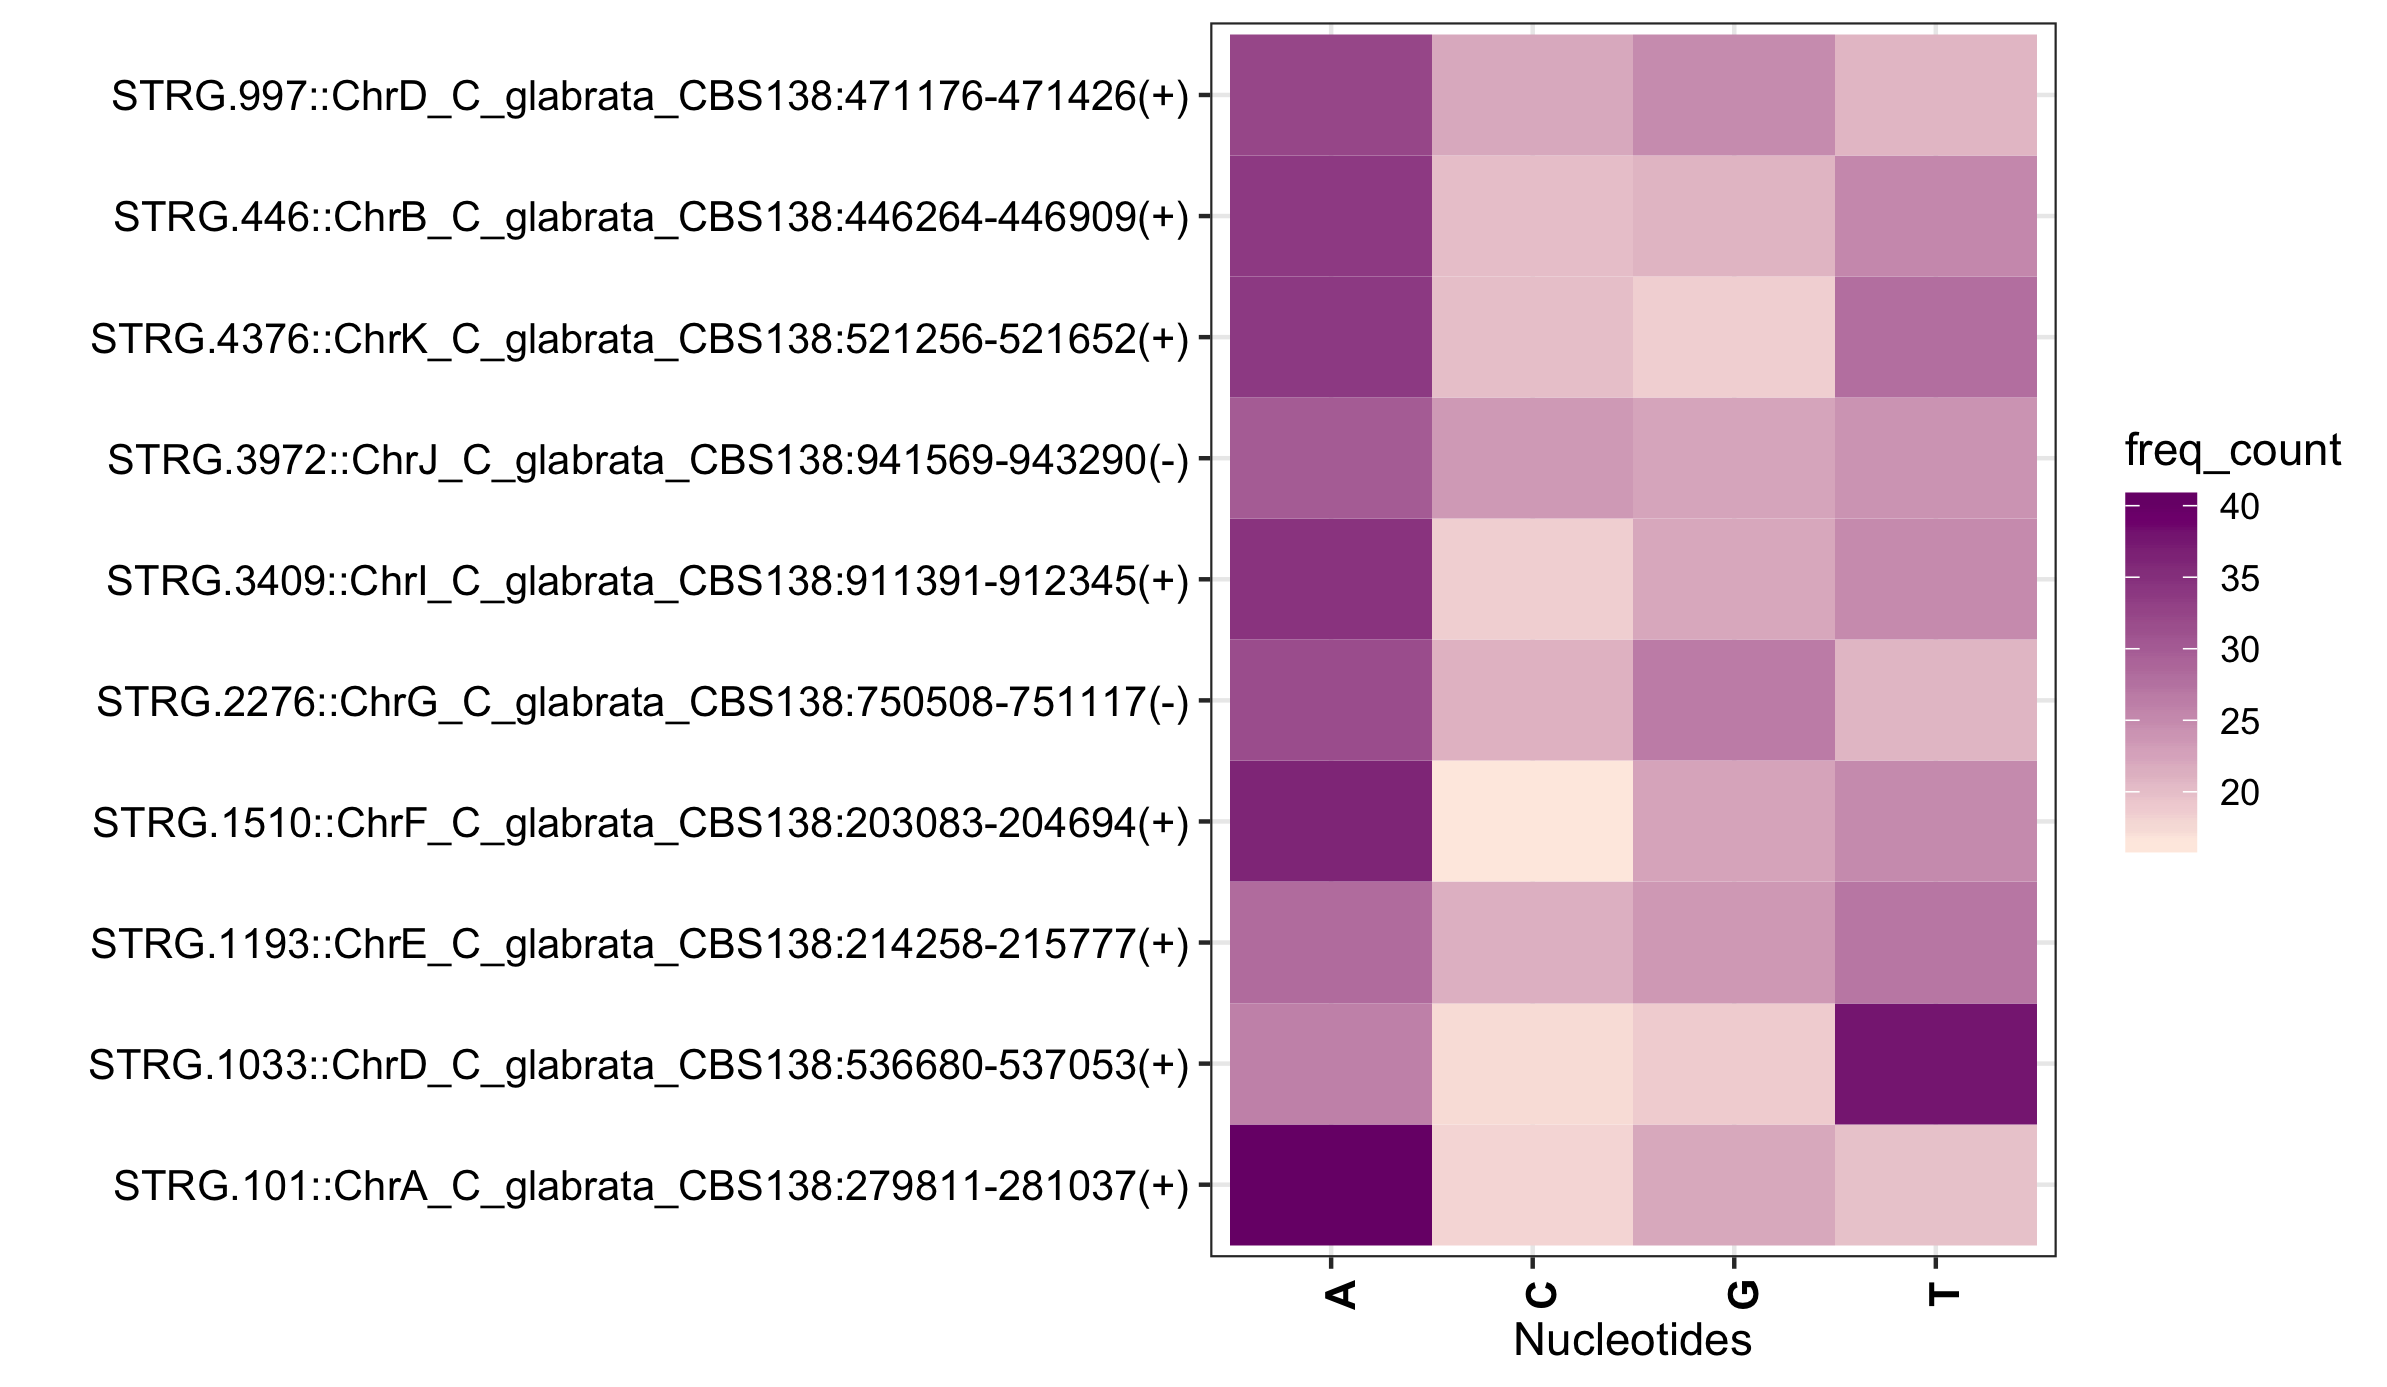 STRG.997::ChrD_C_glabrata_CBS138:471176-471426(+)
STRG.446::ChrB_C_glabrata_CBS138:446264-446909(+)
STRG.4376::ChrK_C_glabrata_CBS138:521256-521652(+)
STRG.3972::ChrJ_C_glabrata_CBS138:941569-943290(-)
STRG.3409::ChrI_C_glabrata_CBS138:911391-912345(+)
STRG.2276::ChrG_C_glabrata_CBS138:750508-751117(-)
STRG.1510::ChrF_C_glabrata_CBS138:203083-204694(+)
STRG.1193::ChrE_C_glabrata_CBS138:214258-215777(+)
STRG.1033::ChrD_C_glabrata_CBS138:536680-537053(+)
STRG.101::ChrA_C_glabrata_CBS138:279811-281037(+)
A C G T
Nucleotides
freq_count
40
35
30
25
20